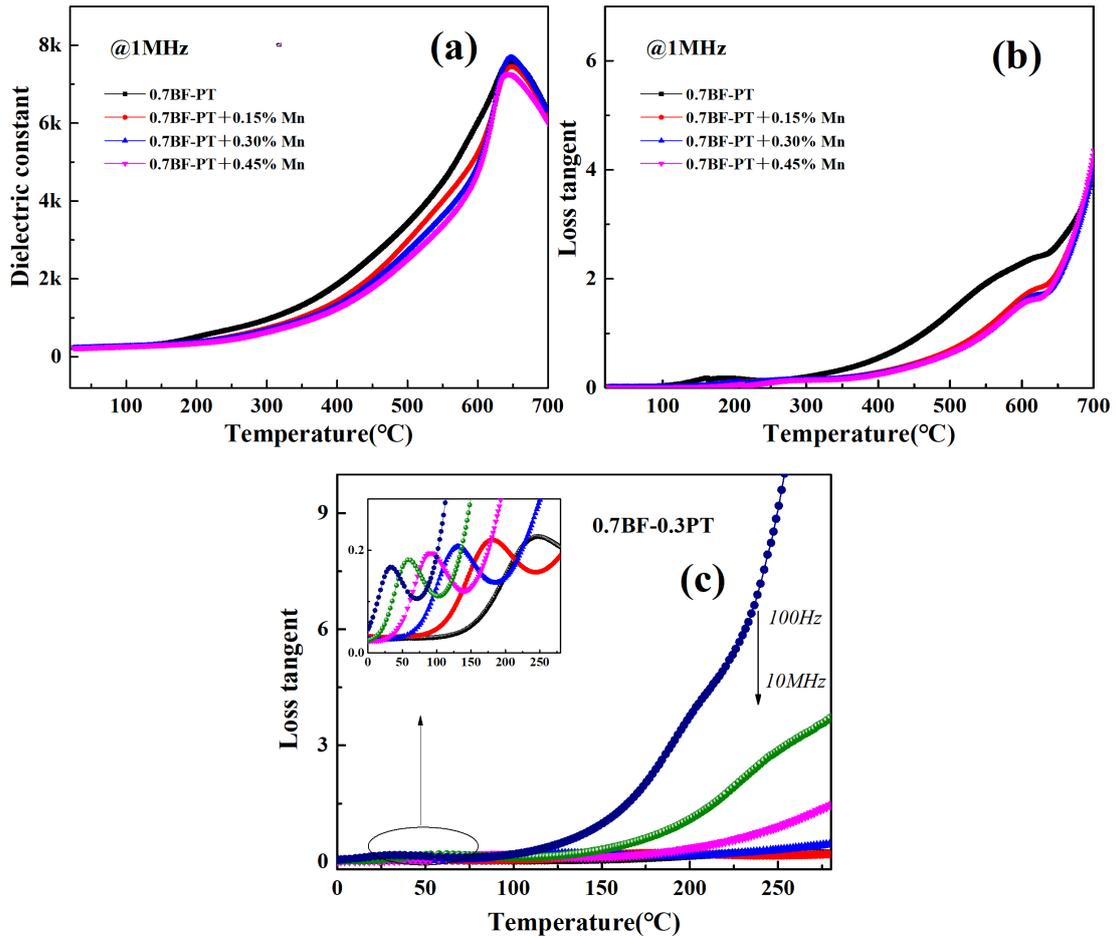 @1MHz
(a)
0.7BF-PT
0.7BF-PT+0.15% Mn
0.7BF-PT+0.30% Mn
0.7BF-PT+0.45% Mn
8k
6k
4k
2k
0
Dielectric constant
100 200 300 400 500 600 700
Temperature(°C)
@1MHz
(b)
0.7BF-PT
0.7BF-PT+0.15% Mn
0.7BF-PT+0.30% Mn
0.7BF-PT+0.45% Mn
6
4
2
0
Loss tangent
100 200 300 400 500 600 700
Temperature(°C)
0.7BF-0.3PT
(c)
100Hz
10MHz
0.2
0.0
0 50 100 150 200 250
9
6
3
0
Loss tangent
0 50 100 150 200 250
Temperature(°C)